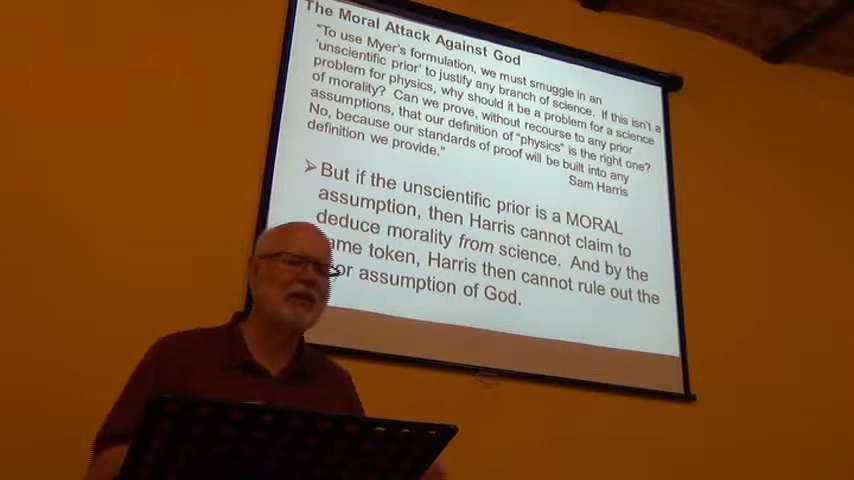 The Moral Attack Against God
"To use Myer's formulation, we must smuggle in an
'unscientific prior' to justify any branch of science. If this isn't a
problem for physics, why should it be a problem for a science
of morality? Can we prove, without recourse to any prior
assumptions, that our definition of "physics" is the right one?
No, because our standards of proof will be built into any
definition we provide."
Sam Harris
➢But if the unscientific prior is a MORAL
assumption, then Harris cannot claim to
deduce morality from science. And by the
ame token, Harris then cannot rule out the
or assumption of God.